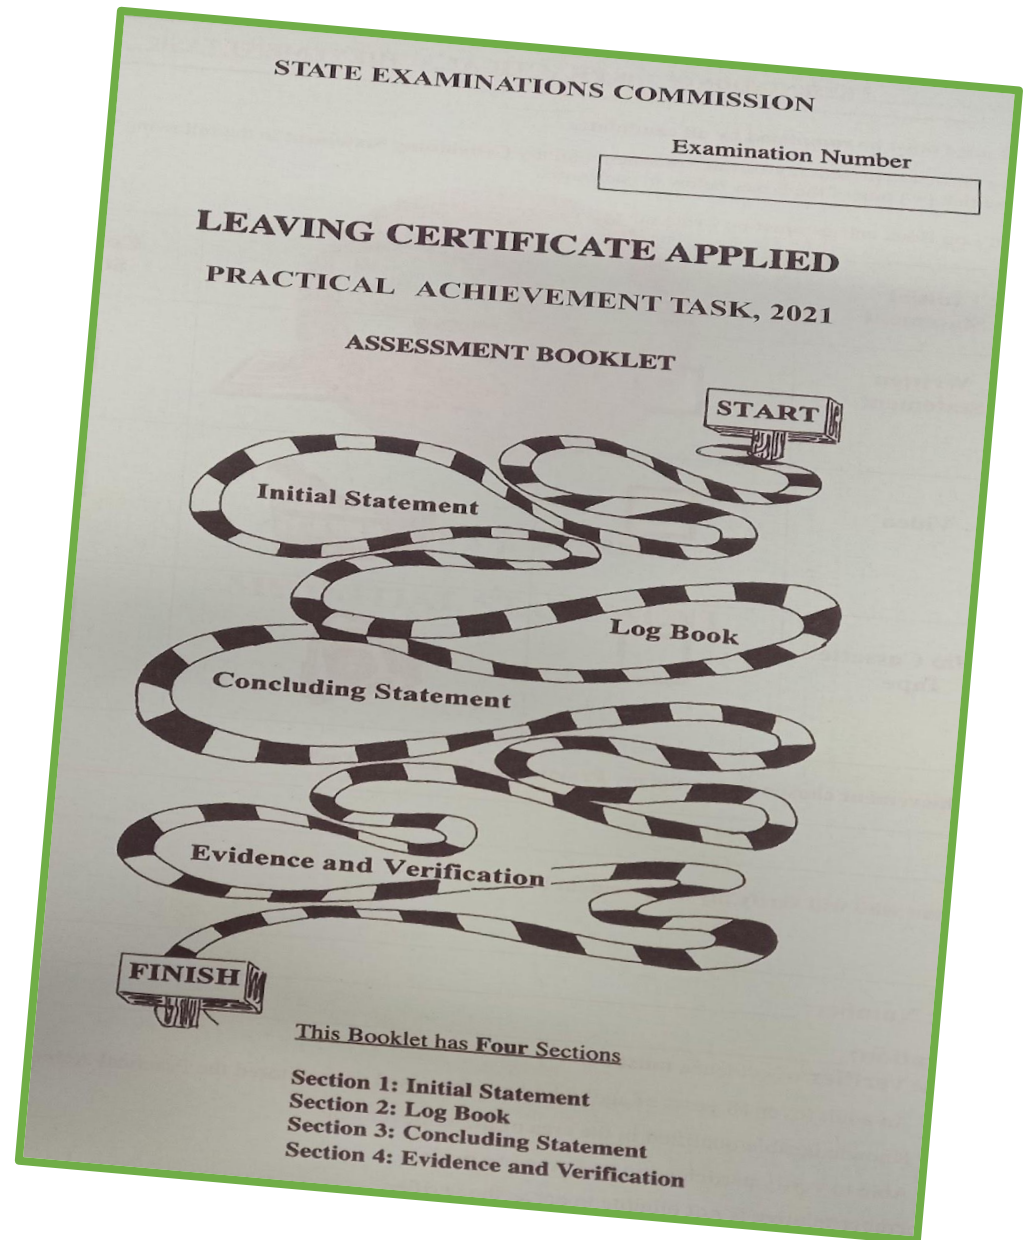 STATE EXAMINATIONS COMMISSION
Examination Number
LEAVING CERTIFICATE APPLIED
PRACTICAL ACHIEVEMENT TASK, 2021
ASSESSMENT BOOKLET
START
Initial Statement
Log Book
Concluding Statement
Evidence and Verification
FINISH
This Booklet has Four Sections
Section 1: Initial Statement
Section 2: Log Book
Section 3: Concluding Statement
Section 4: Evidence and Verification